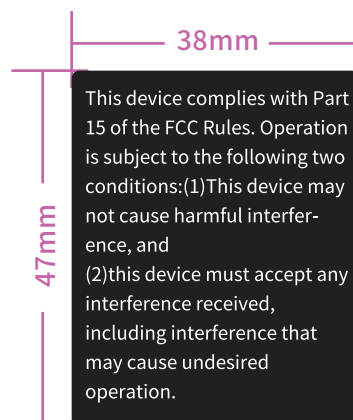 38mm
47mm
This device complies with Part
15 of the FCC Rules. Operation
is subject to the following two
conditions:(1)This device may
not cause harmful interfer-
ence, and
(2)this device must accept any
interference received,
including interference that
may cause undesired
operation.